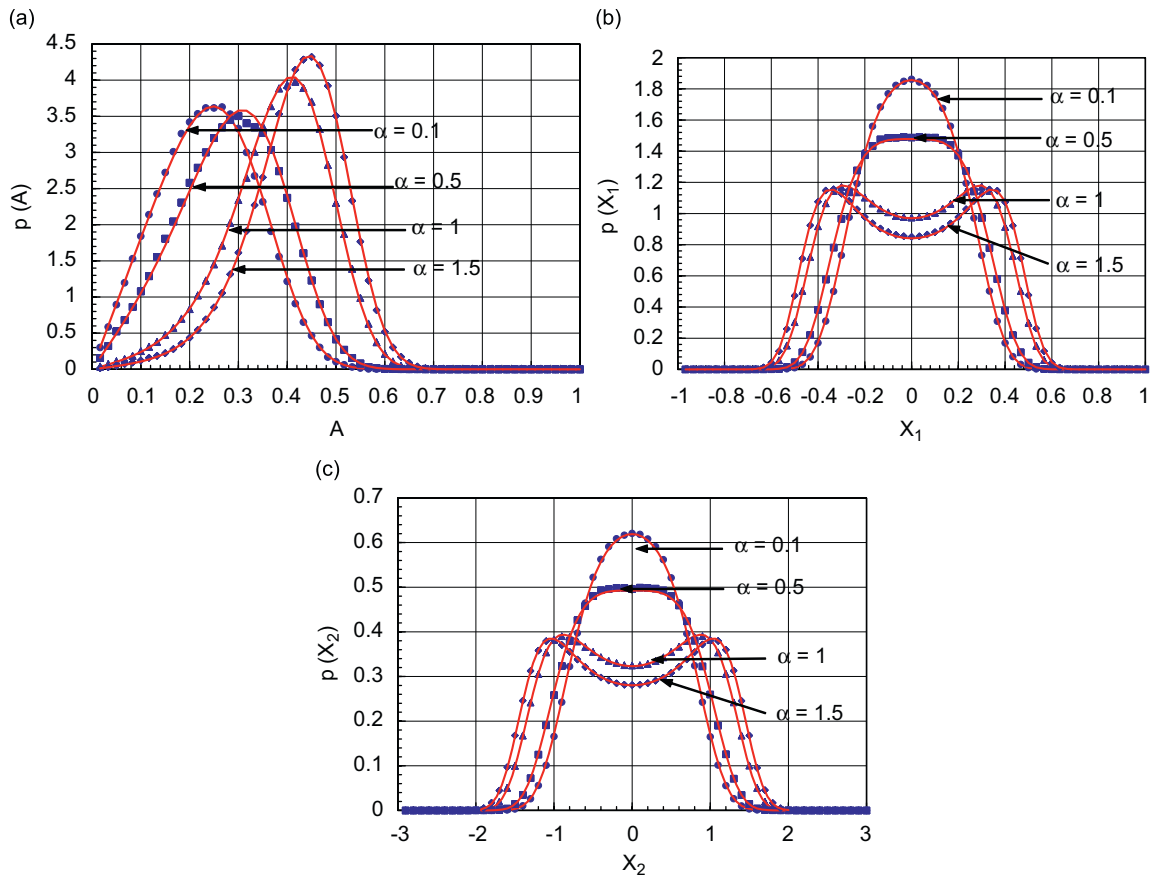 (a)
p (A)
4.5
4
3.5
3
2.5
2
1.5
1
0.5
0
0 0.1 0.2 0.3 0.4 0.5 0.6 0.7 0.8 0.9 1
A
α = 0.1
α = 0.5
α = 1
α = 1.5
(b)
p (X1)
2
1.8
1.6
1.4
1.2
1
0.8
0.6
0.4
0.2
0
-1 -0.8 -0.6 -0.4 -0.2 0 0.2 0.4 0.6 0.8 1
X1
α = 0.1
α = 0.5
α = 1
α = 1.5
(c)
p (X2)
0.7
0.6
0.5
0.4
0.3
0.2
0.1
0
-3 -2 -1 0 1 2 3
X2
α = 0.1
α = 0.5
α = 1
α = 1.5